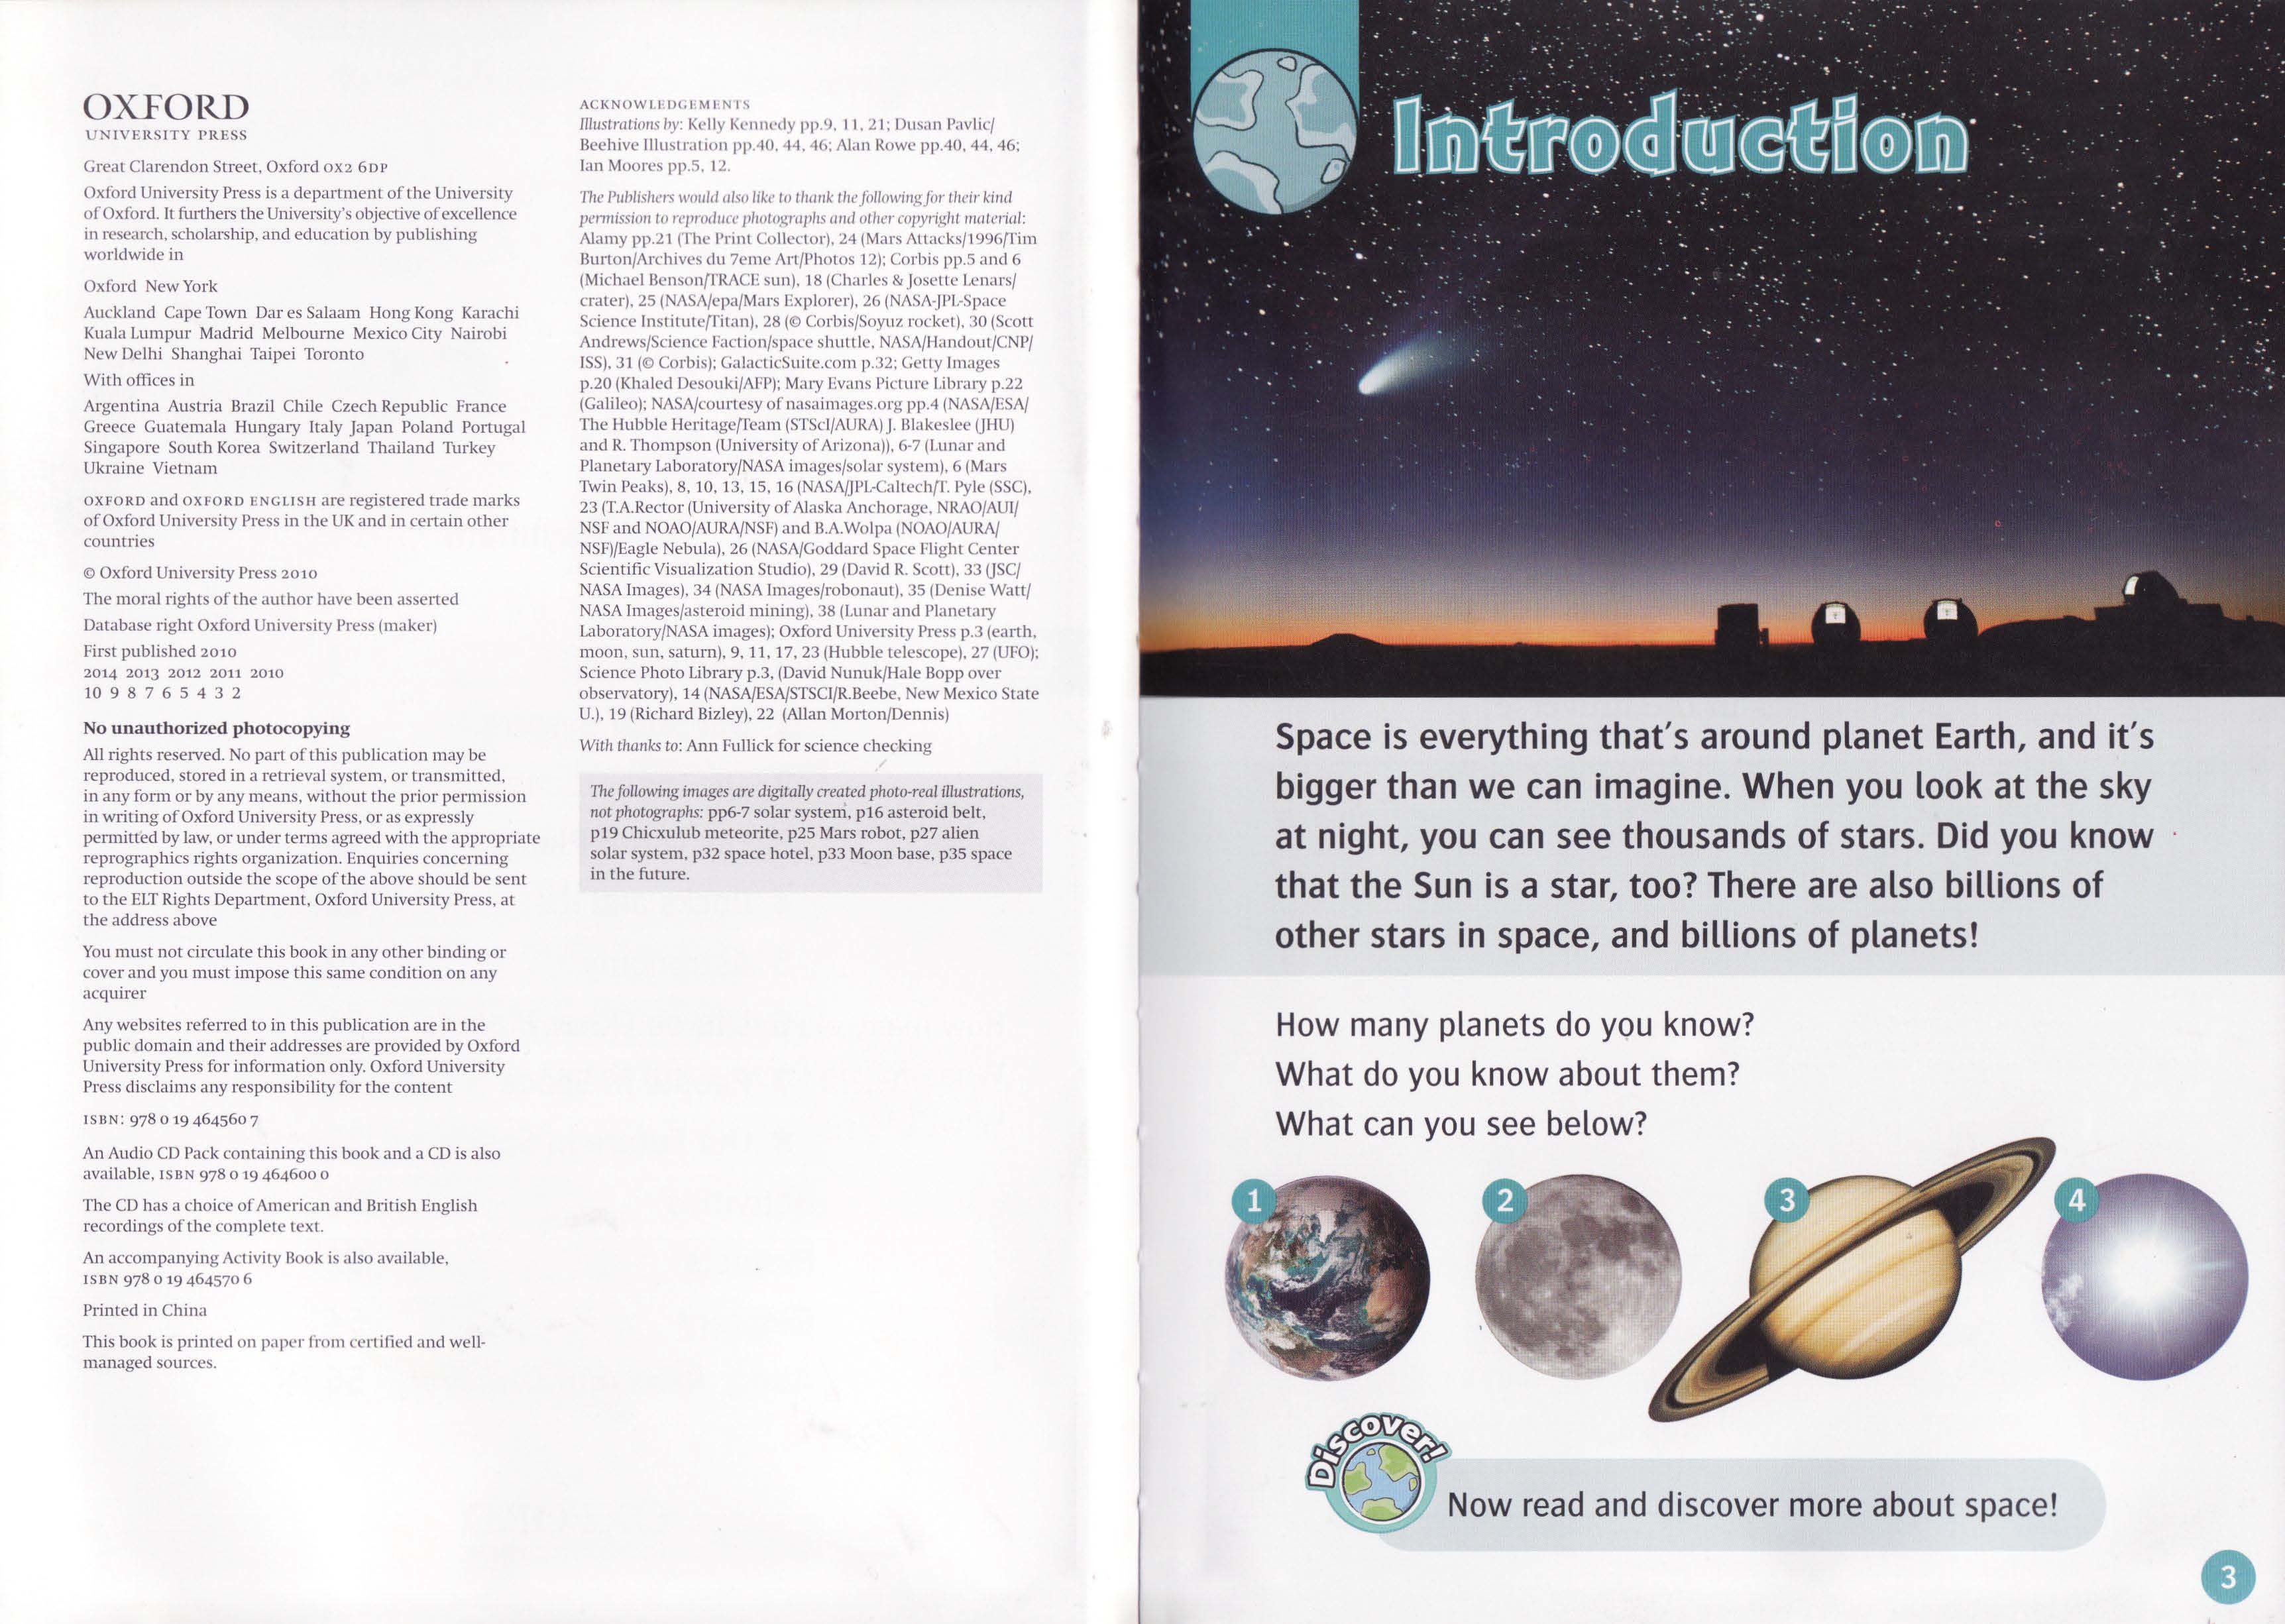 OXFORD
UNIVERSITY PRESS
Great Clarendon Street, Oxford OX2 6DP
Oxford University Press is a department of the University
of Oxford. It furthers the University's objective of excellence
in research, scholarship, and education by publishing
worldwide in
Oxford New York
Auckland Cape Town Dar es Salaam Hong Kong Karachi
Kuala Lumpur Madrid Melbourne Mexico City Nairobi
New Delhi Shanghai Taipei Toronto
With offices in
Argentina Austria Brazil Chile Czech Republic France
Greece Guatemala Hungary Italy Japan Poland Portugal
Singapore South Korea Switzerland Thailand Turkey
Ukraine Vietnam
OXFORD and OXFORD ENGLISH are registered trade marks
of Oxford University Press in the UK and in certain other
countries
© Oxford University Press 2010
The moral rights of the author have been asserted
Database right Oxford University Press (maker)
First published 2010
2014 2013 2012 2011 2010
10 9 8 7 6 5 4 3 2
No unauthorized photocopying
All rights reserved. No part of this publication may be
reproduced, stored in a retrieval system, or transmitted,
in any form or by any means, without the prior permission
in writing of Oxford University Press, or as expressly
permitted by law, or under terms agreed with the appropriate
reprographics rights organization. Enquiries concerning
reproduction outside the scope of the above should be sent
to the ELT Rights Department, Oxford University Press, at
the address above
You must not circulate this book in any other binding or
cover and you must impose this same condition on any
acquirer
Any websites referred to in this publication are in the
public domain and their addresses are provided by Oxford
University Press for information only. Oxford University
Press disclaims any responsibility for the content
ISBN: 978 0 19 464560 7
An Audio CD Pack containing this book and a CD is also
available, ISBN 978 0 19 464600 0
The CD has a choice of American and British English
recordings of the complete text.
An accompanying Activity Book is also available,
ISBN 978 0 19 464570 6
Printed in China
This book is printed on paper from certified and well-
managed sources.
ACKNOWLEDGEMENTS
Illustrations by: Kelly Kennedy pp.9, 11, 21; Dusan Pavlic/
Beehive Illustration pp.40, 44, 46; Alan Rowe pp.40, 44, 46;
Ian Moores pp.5, 12.
The Publishers would also like to thank the following for their kind
permission to reproduce photographs and other copyright material:
Alamy pp.21 (The Print Collector), 24 (Mars Attacks/1996/Tim
Burton/Archives du 7eme Art/Photos 12); Corbis pp.5 and 6
(Michael Benson/TRACE sun), 18 (Charles & Josette Lenars/
crater), 25 (NASA/epa/Mars Explorer), 26 (NASA-JPL-Space
Science Institute/Titan), 28 (© Corbis/Soyuz rocket), 30 (Scott
Andrews/Science Faction/space shuttle, NASA/Handout/CNP/
ISS), 31 (© Corbis); GalacticSuite.com p.32; Getty Images
p.20 (Khaled Desouki/AFP); Mary Evans Picture Library p.22
(Galileo); NASA/courtesy of nasaimages.org pp.4 (NASA/ESA/
The Hubble Heritage/Team (STScI/AURA) J. Blakeslee (JHU)
and R. Thompson (University of Arizona)), 6-7 (Lunar and
Planetary Laboratory/NASA images/solar system), 6 (Mars
Twin Peaks), 8, 10, 13, 15, 16 (NASA/JPL-Caltech/T. Pyle (SSC),
23 (T.A.Rector (University of Alaska Anchorage, NRAO/AUI/
NSF and NOAO/AURA/NSF) and B.A.Wolpa (NOAO/AURA/
NSF)/Eagle Nebula), 26 (NASA/Goddard Space Flight Center
Scientific Visualization Studio), 29 (David R. Scott), 33 (JSC/
NASA Images), 34 (NASA Images/robonaut), 35 (Denise Watt/
NASA Images/asteroid mining), 38 (Lunar and Planetary
Laboratory/NASA images); Oxford University Press p.3 (earth,
moon, sun, saturn), 9, 11, 17, 23 (Hubble telescope), 27 (UFO);
Science Photo Library p.3, (David Nunuk/Hale Bopp over
observatory), 14 (NASA/ESA/STSCI/R.Beebe, New Mexico State
U.), 19 (Richard Bizley), 22 (Allan Morton/Dennis)
With thanks to: Ann Fullick for science checking
The following images are digitally created photo-real illustrations,
not photographs: pp6-7 solar system, p16 asteroid belt,
p19 Chicxulub meteorite, p25 Mars robot, p27 alien
solar system, p32 space hotel, p33 Moon base, p35 space
in the future.
Introduction
Space is everything that's around planet Earth, and it's
bigger than we can imagine. When you look at the sky
at night, you can see thousands of stars. Did you know
that the Sun is a star, too? There are also billions of
other stars in space, and billions of planets!
How many planets do you know?
What do you know about them?
What can you see below?
1 2 3 4
Discover!
Now read and discover more about space!
3